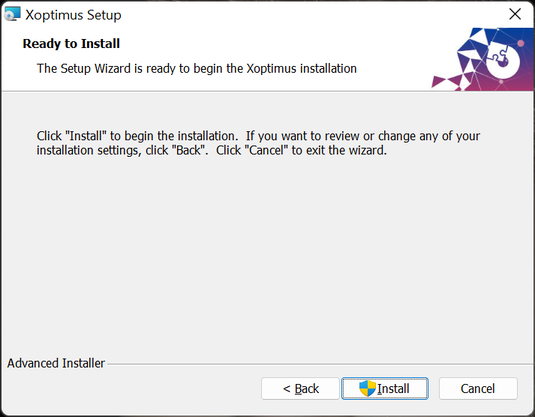 Xoptimus Setup
Ready to Install
The Setup Wizard is ready to begin the Xoptimus installation
Click "Install" to begin the installation.  If you want to review or change any of your
installation settings, click "Back".  Click "Cancel" to exit the wizard.
Advanced Installer
< Back
Install
Cancel